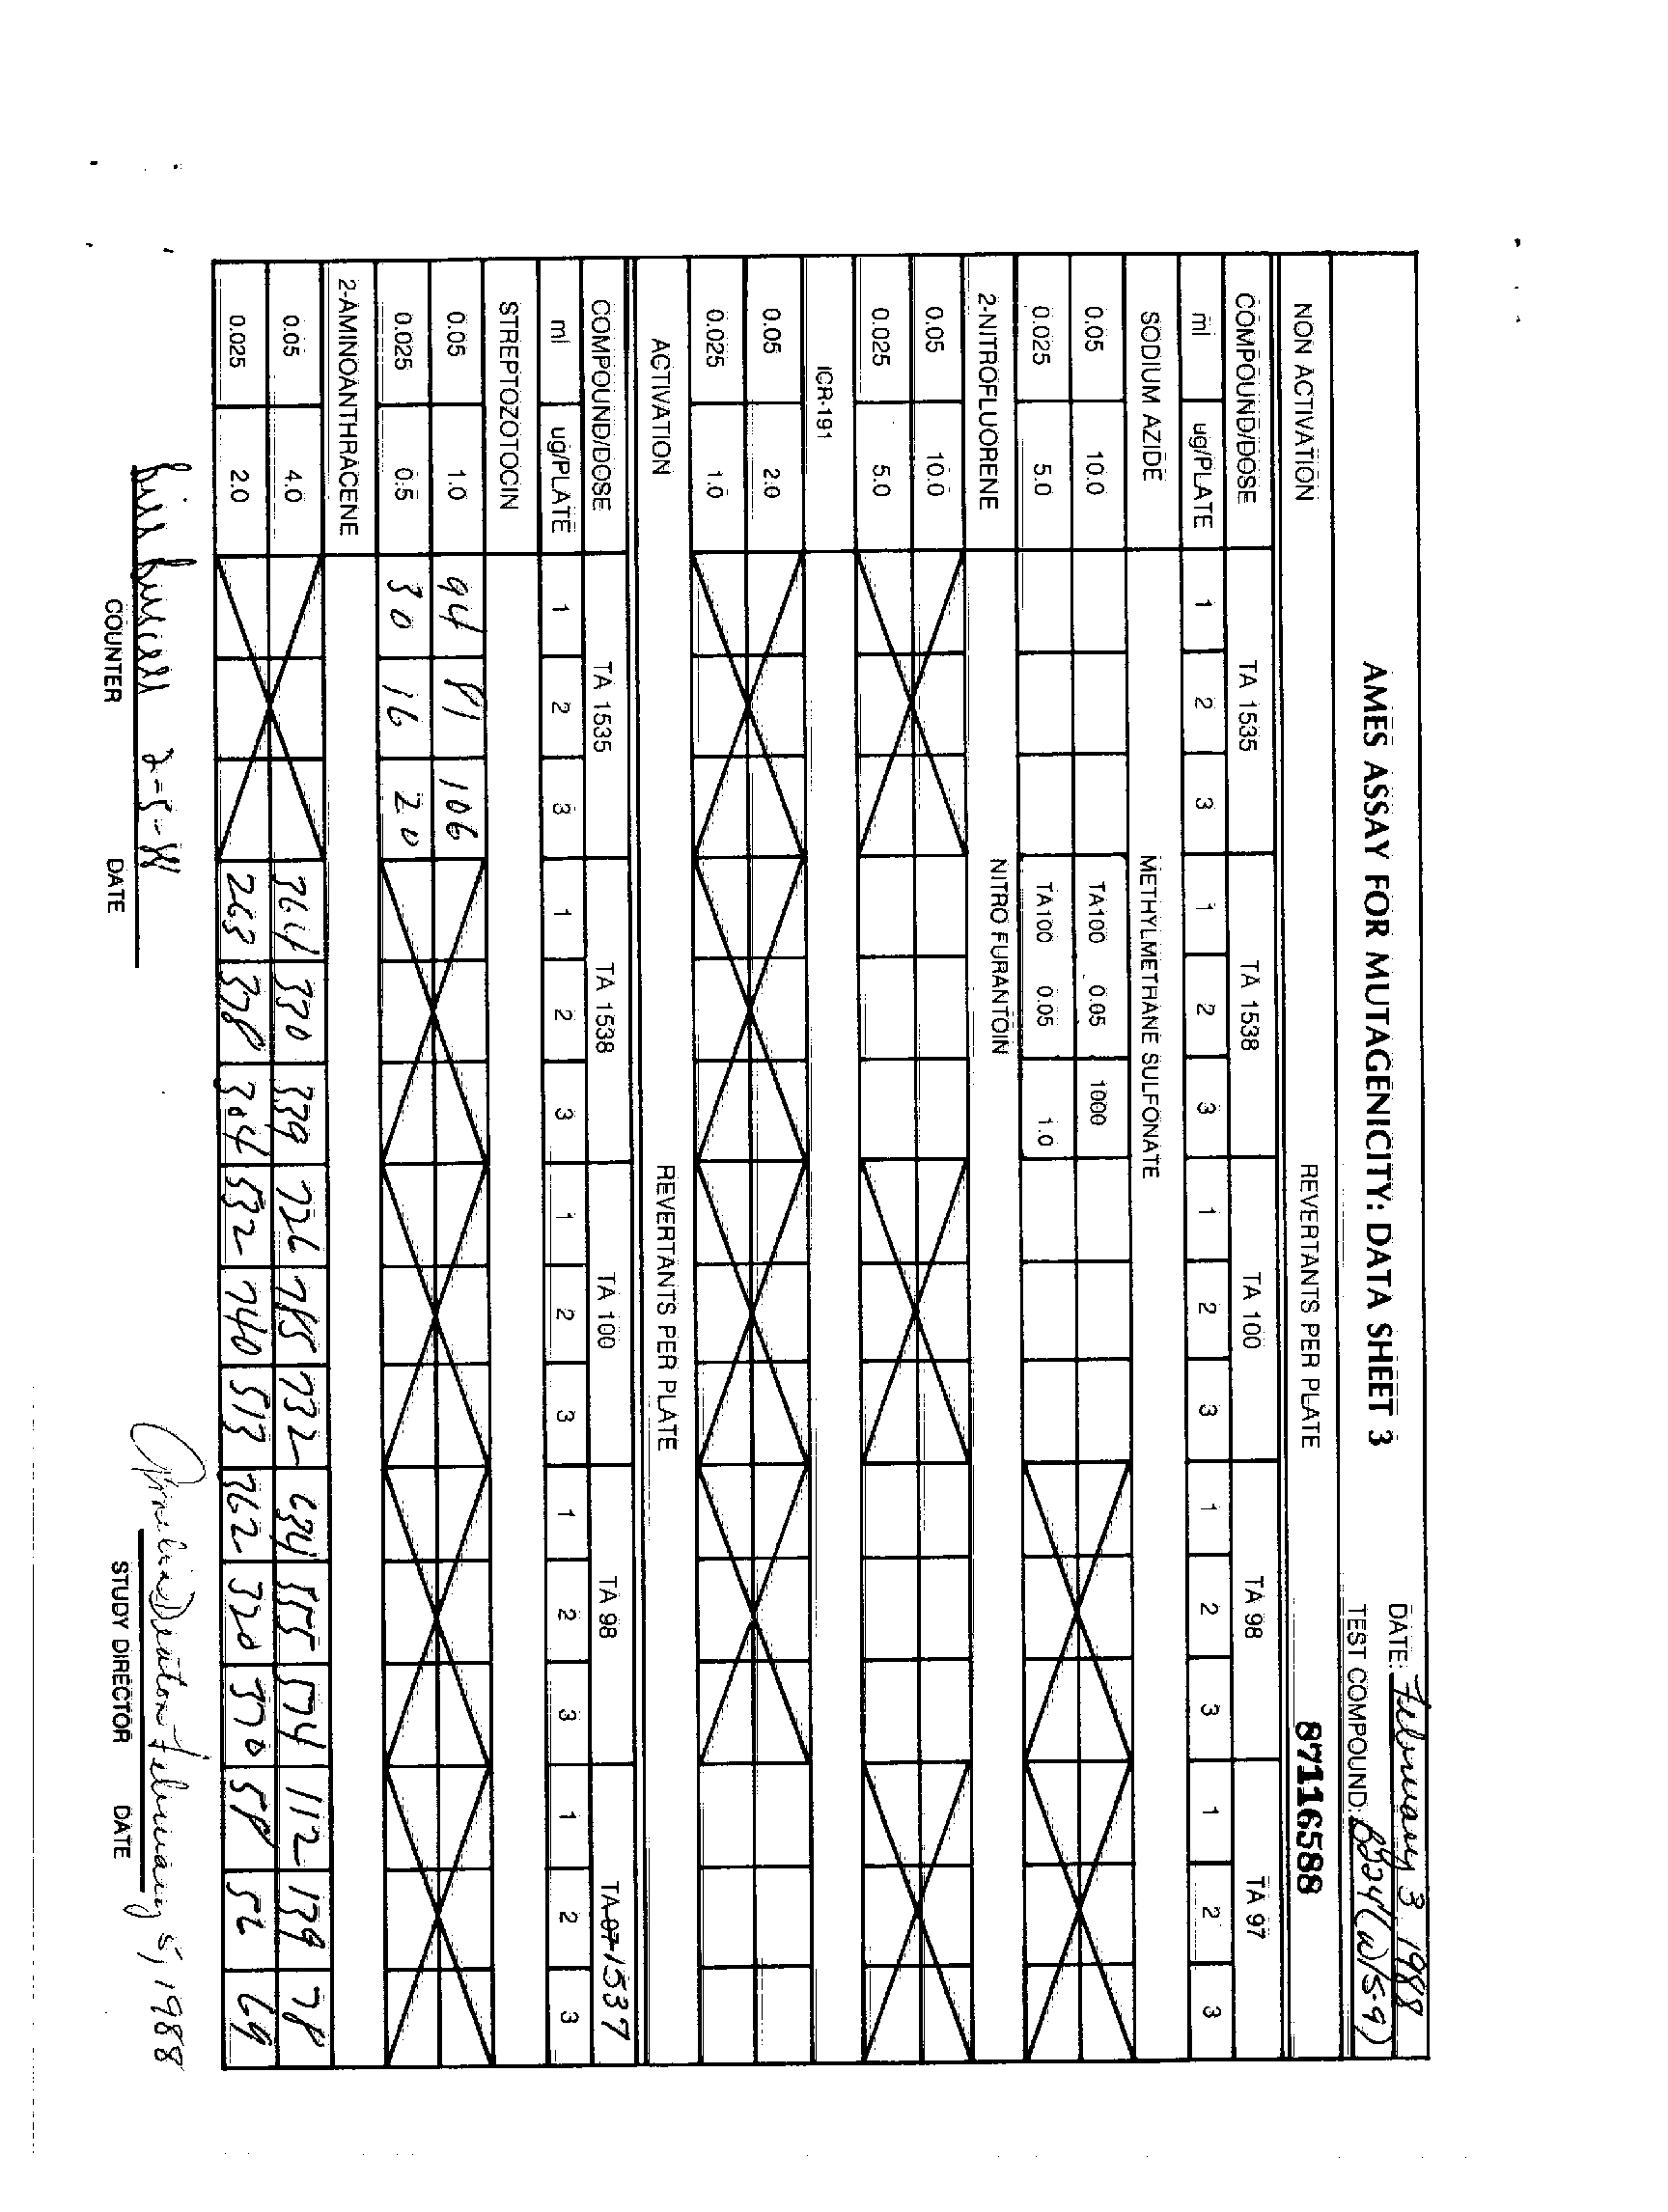 AMES ASSAY FOR MUTAGENICITY: DATA SHEET 3
DATE: February 3 1988
TEST COMPOUND: (w/S-9)
NON ACTIVATION REVERTANTS PER PLATE 87116588
COMPOUND/DOSE TA 1535 TA 1538 TA 100 TA 98 TA 97
ml ug/PLATE 1 2 3 1 2 3 1 2 3 1 2 3 1 2 3
SODIUM AZIDE METHYLMETHANE SULFONATE
0.05 10.0 TA100 0.05 1000
0.025 5.0 TA100 0.05 1.0
2-NITROFLUORENE NITRO FURANTOIN
0.05 10.0
0.025 5.0
ICR-191
0.05 2.0
0.025 1.0
ACTIVATION REVERTANTS PER PLATE
COMPOUND/DOSE TA 1535 TA 1538 TA 100 TA 98 TA 97 1537
ml ug/PLATE 1 2 3 1 2 3 1 2 3 1 2 3 1 2 3
STREPTOZOTOCIN
0.05 1.0 94 81 106
0.025 0.5 30 16 20
2-AMINOANTHRACENE
0.05 4.0 364 330 339 726 765 732 634 555 574 112 139 78
0.025 2.0 263 378 304 532 740 513 362 320 370 58 56 69
2-5-88 Deaton February 5, 1988
COUNTER DATE STUDY DIRECTOR DATE